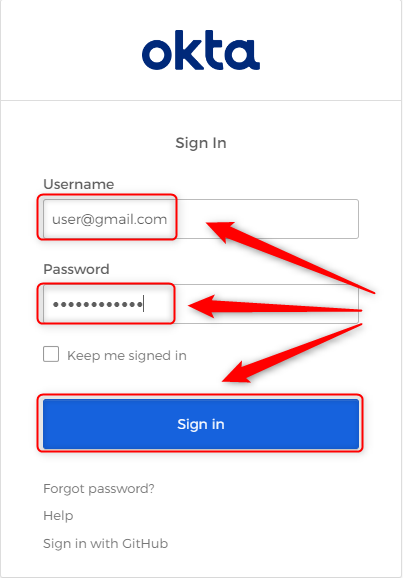 okta
Sign In
Username
user@gmail.com
Password
••••••••••••
Keep me signed in
Sign in
Forgot password?
Help
Sign in with GitHub